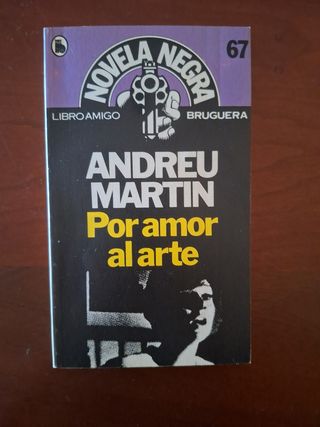 NOVELA NEGRA
67
LIBRO AMIGO
BRUGUERA
ANDREU
MARTIN
Por amor
al arte